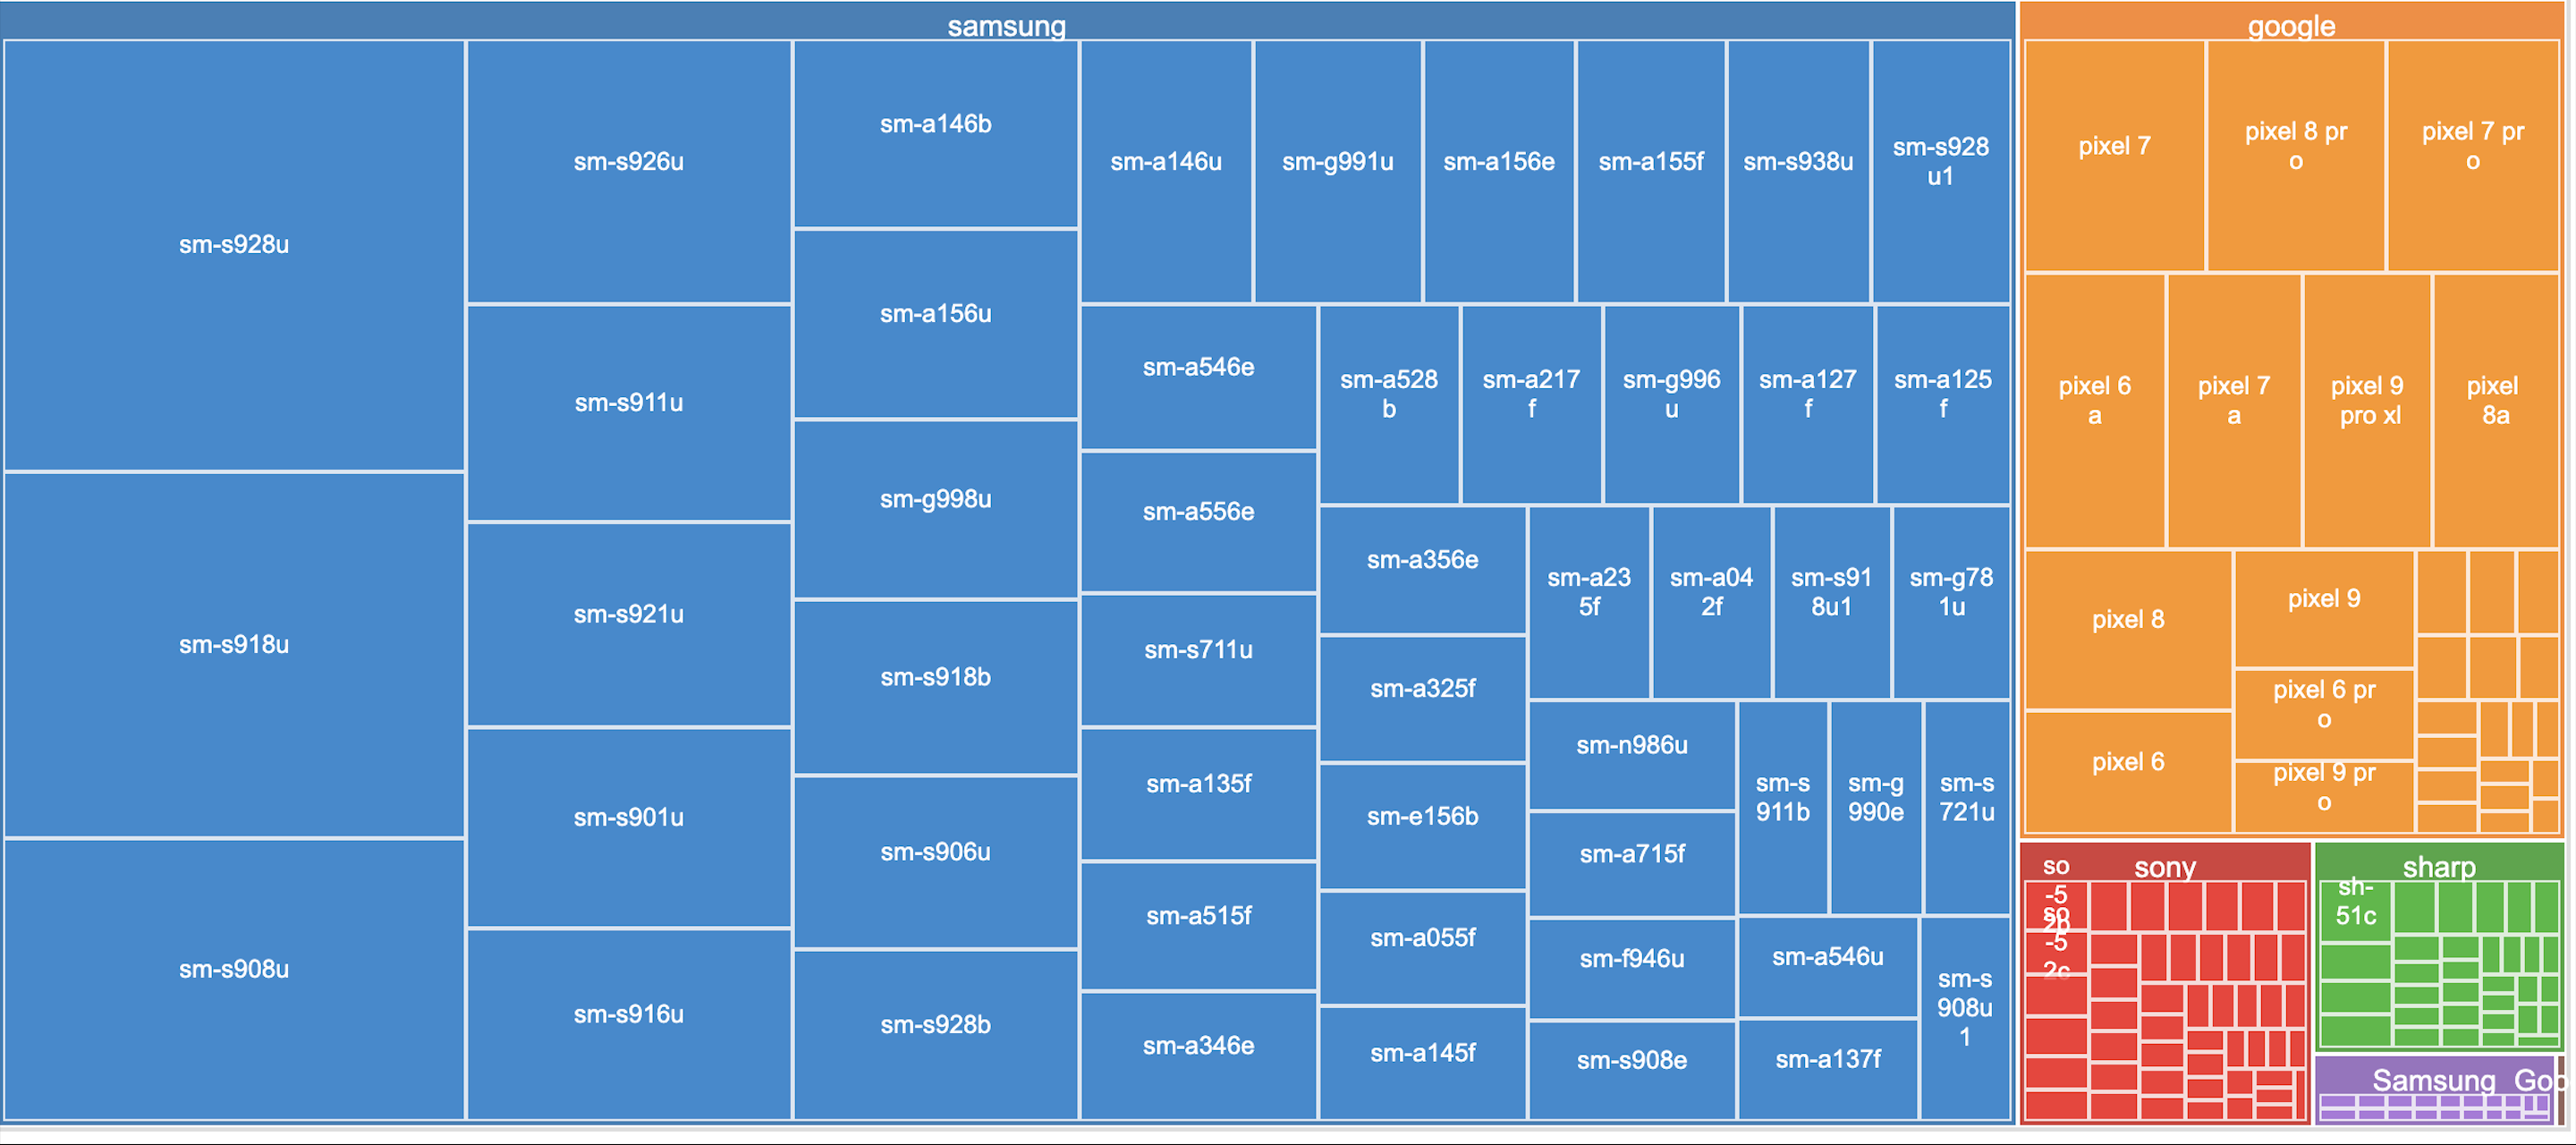 samsung
sm-s928u
sm-s918u
sm-s908u
sm-s926u
sm-s911u
sm-s921u
sm-s901u
sm-s916u
sm-a146b
sm-a156u
sm-g998u
sm-s918b
sm-s906u
sm-s928b
sm-a146u
sm-g991u
sm-a156e
sm-a155f
sm-s938u
sm-s928
u1
sm-a546e
sm-a556e
sm-s711u
sm-a135f
sm-a515f
sm-a346e
sm-a528
b
sm-a217
f
sm-g996
u
sm-a127
f
sm-a125
f
sm-a356e
sm-a325f
sm-e156b
sm-a055f
sm-a145f
sm-a23
5f
sm-a04
2f
sm-s91
8u1
sm-g78
1u
sm-n986u
sm-a715f
sm-f946u
sm-s908e
sm-s
911b
sm-g
990e
sm-s
721u
sm-a546u
sm-a137f
sm-s
908u
1
google
pixel 7
pixel 8 pr
o
pixel 7 pr
o
pixel 6
a
pixel 7
a
pixel 9
pro xl
pixel
8a
pixel 8
pixel 6
pixel 9
pixel 6 pr
o
pixel 9 pr
o
sony
so
-5
2b
so
-5
2c
sharp
sh-
51c
Samsung
Goo